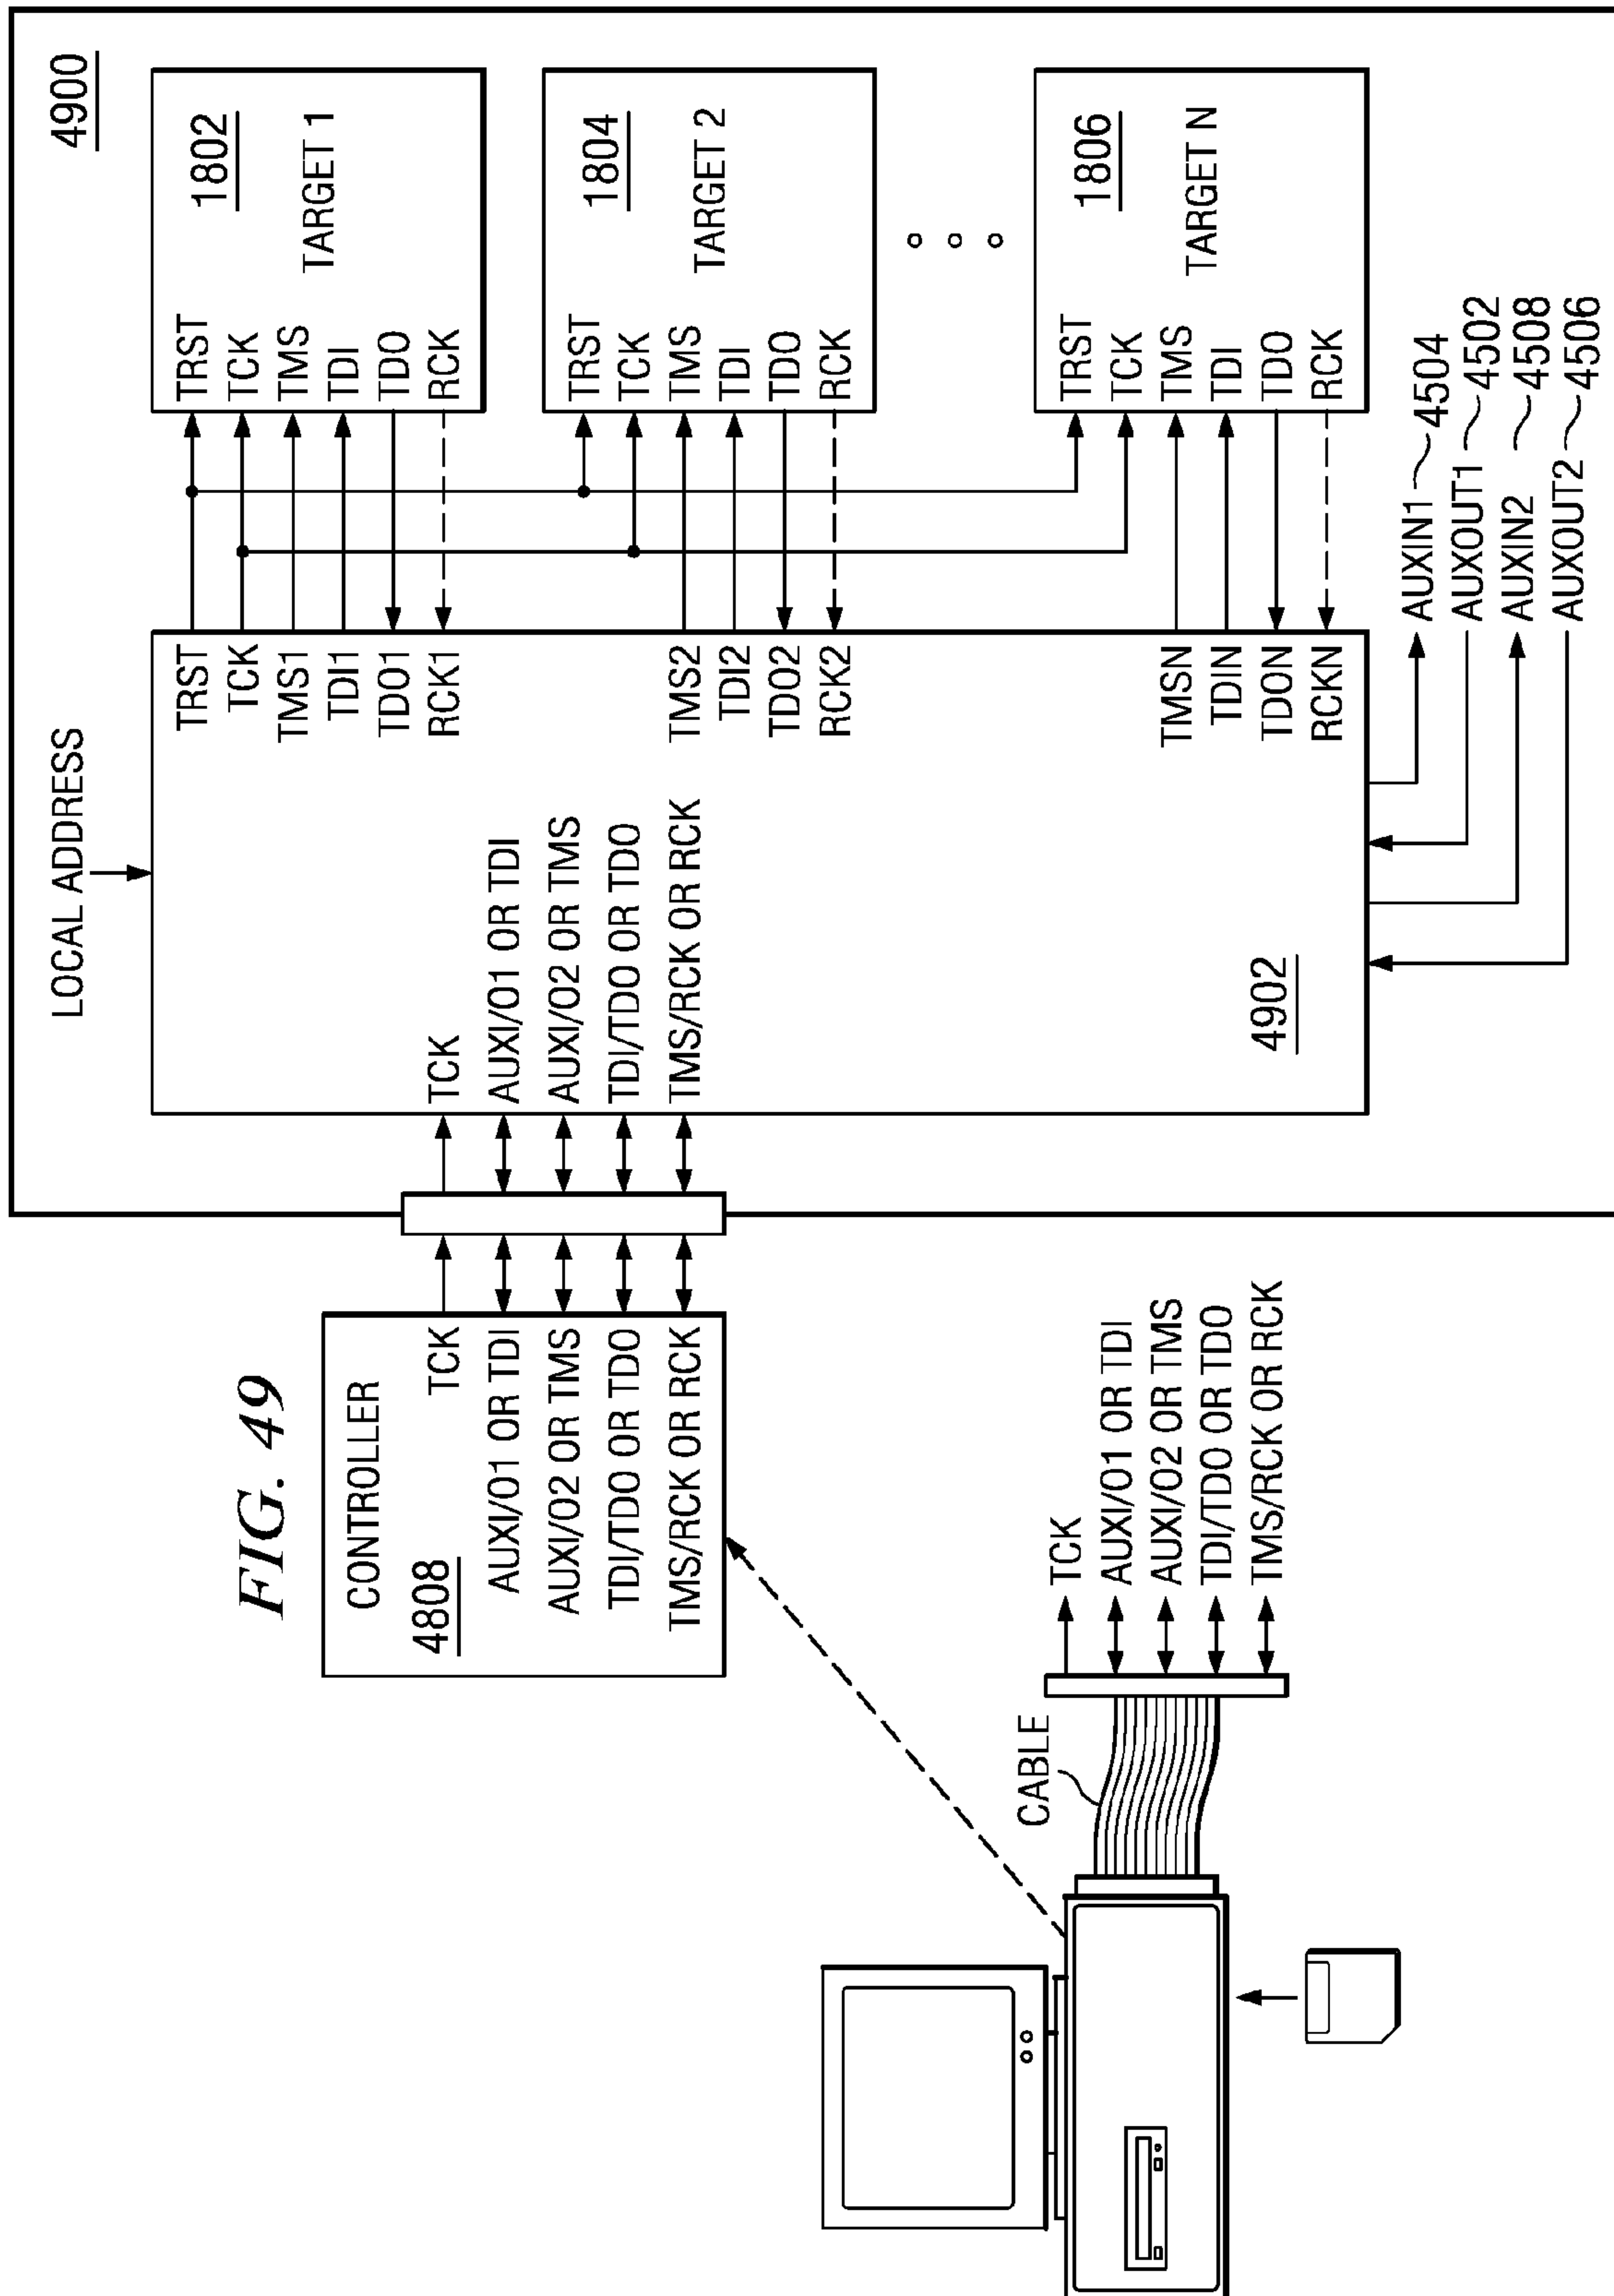 FIG. 49
4900
LOCAL ADDRESS
CONTROLLER
4808
TCK
AUXI/O1 OR TDI
AUXI/O2 OR TMS
TDI/TDO OR TDO
TMS/RCK OR RCK
TCK
AUXI/O1 OR TDI
AUXI/O2 OR TMS
TDI/TDO OR TDO
TMS/RCK OR RCK
4902
TRST
TCK
TMS1
TDI1
TDO1
RCK1
TMS2
TDI2
TDO2
RCK2
TMSN
TDIN
TDON
RCKN
TRST
TCK
TMS
TDI
TDO
RCK
1802
TARGET 1
TRST
TCK
TMS
TDI
TDO
RCK
1804
TARGET 2
TRST
TCK
TMS
TDI
TDO
RCK
1806
TARGET N
AUXIN1 4504
AUXOUT1 4502
AUXIN2 4508
AUXOUT2 4506
CABLE
TCK
AUXI/O1 OR TDI
AUXI/O2 OR TMS
TDI/TDO OR TDO
TMS/RCK OR RCK